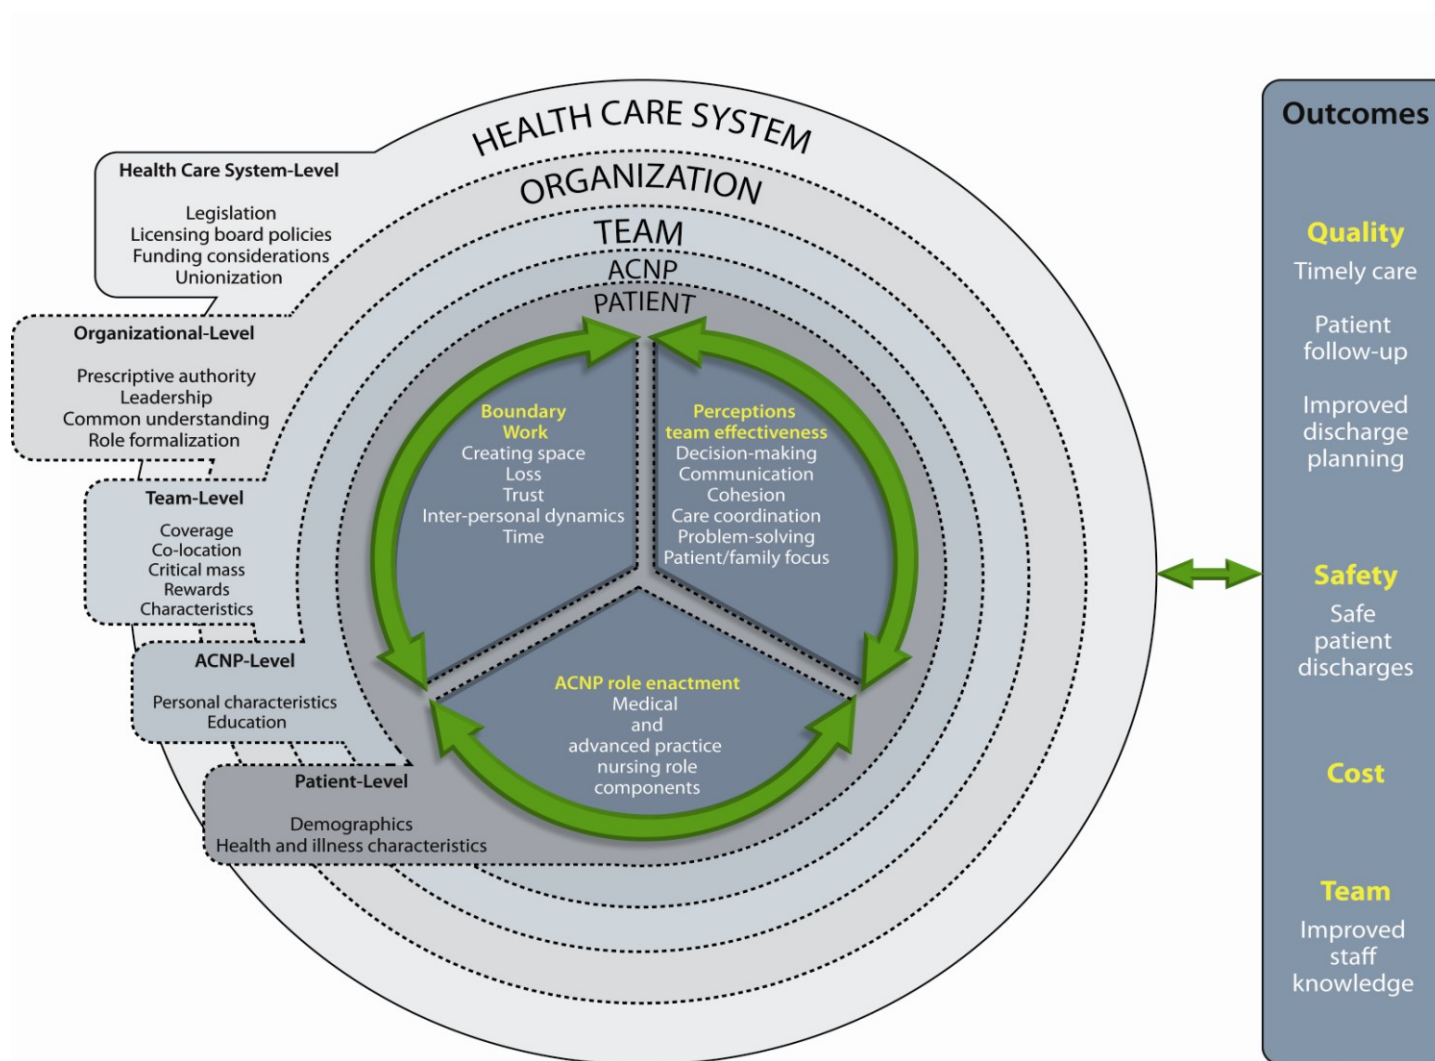 HEALTH CARE SYSTEM
ORGANIZATION
TEAM
ACNP
PATIENT
Health Care System-Level
Legislation
Licensing board policies
Funding considerations
Unionization
Organizational-Level
Prescriptive authority
Leadership
Common understanding
Role formalization
Team-Level
Coverage
Co-location
Critical mass
Rewards
Characteristics
ACNP-Level
Personal characteristics
Education
Patient-Level
Demographics
Health and illness characteristics
Boundary
Work
Creating space
Loss
Trust
Inter-personal dynamics
Time
Perceptions
team effectiveness
Decision-making
Communication
Cohesion
Care coordination
Problem-solving
Patient/family focus
ACNP role enactment
Medical
and
advanced practice
nursing role
components
Outcomes
Quality
Timely care
Patient
follow-up
Improved
discharge
planning
Safety
Safe
patient
discharges
Cost
Team
Improved
staff
knowledge